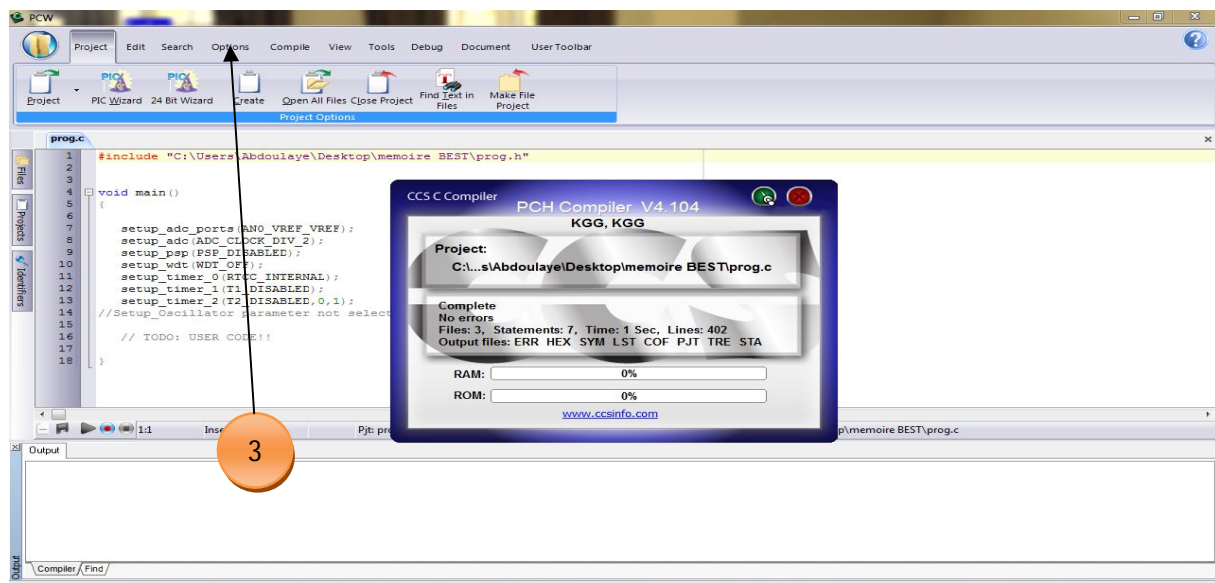 PCW
Project Edit Search Options Compile View Tools Debug Document User Toolbar
Project PIC Wizard 24 Bit Wizard Create Open All Files Close Project Find Text in Files Make File Project
Project Options
prog.c
Files
Projects
Identifiers
1 #include "C:\Users\Abdoulaye\Desktop\memoire BEST\prog.h"
2
3
4 void main()
5 {
6
7 setup_adc_ports(AN0_VREF_VREF);
8 setup_adc(ADC_CLOCK_DIV_2);
9 setup_psp(PSP_DISABLED);
10 setup_wdt(WDT_OFF);
11 setup_timer_0(RTCC_INTERNAL);
12 setup_timer_1(T1_DISABLED);
13 setup_timer_2(T2_DISABLED,0,1);
14 //Setup_Oscillator parameter not select
15
16 // TODO: USER CODE!!
17
18 }
CCS C Compiler
PCH Compiler V4.104
KGG, KGG
Project:
C:\...s\Abdoulaye\Desktop\memoire BEST\prog.c
Complete
No errors
Files: 3, Statements: 7, Time: 1 Sec, Lines: 402
Output files: ERR HEX SYM LST COF PJT TRE STA
RAM: 0%
ROM: 0%
www.ccsinfo.com
1:1 Inse Pjt: pro p\memoire BEST\prog.c
3
Output
Output
Compiler Find